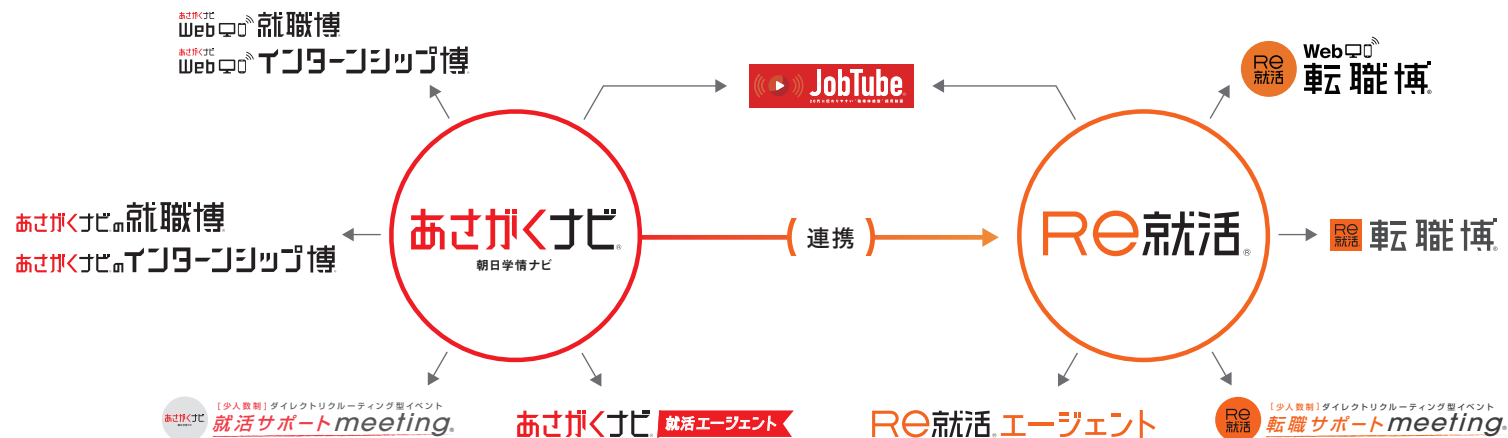 あさがくナビ
Web 就職博
あさがくナビ
Web インターンシップ博
JobTube
Re就活
Web
転職博®
あさがくナビの就職博
あさがくナビのインターンシップ博
あさがくナビ®
朝日学情ナビ
( 連携 )
Re就活®
Re就活 転職博®
あさがくナビ
[少人数制]ダイレクトリクルーティング型イベント
就活サポートmeeting®
あさがくナビ® 就活エージェント
Re就活®エージェント
Re就活
[少人数制]ダイレクトリクルーティング型イベント
転職サポートmeeting®